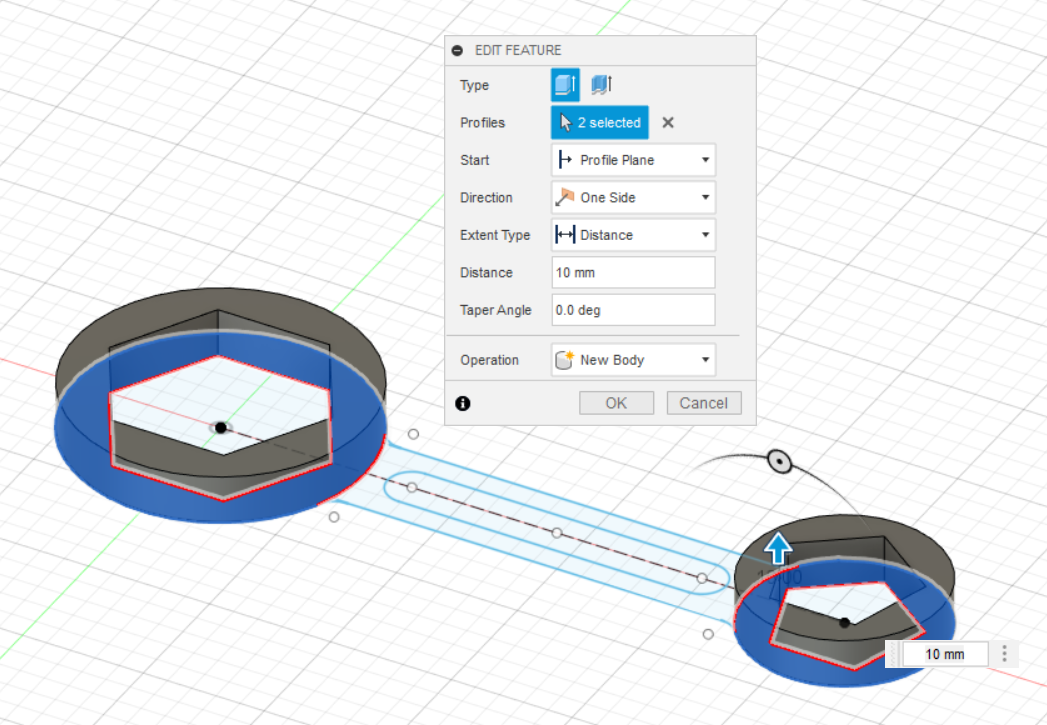 EDIT FEATURE
Type
Profiles 2 selected
Start Profile Plane
Direction One Side
Extent Type Distance
Distance 10 mm
Taper Angle 0.0 deg
Operation New Body
OK Cancel
10 mm